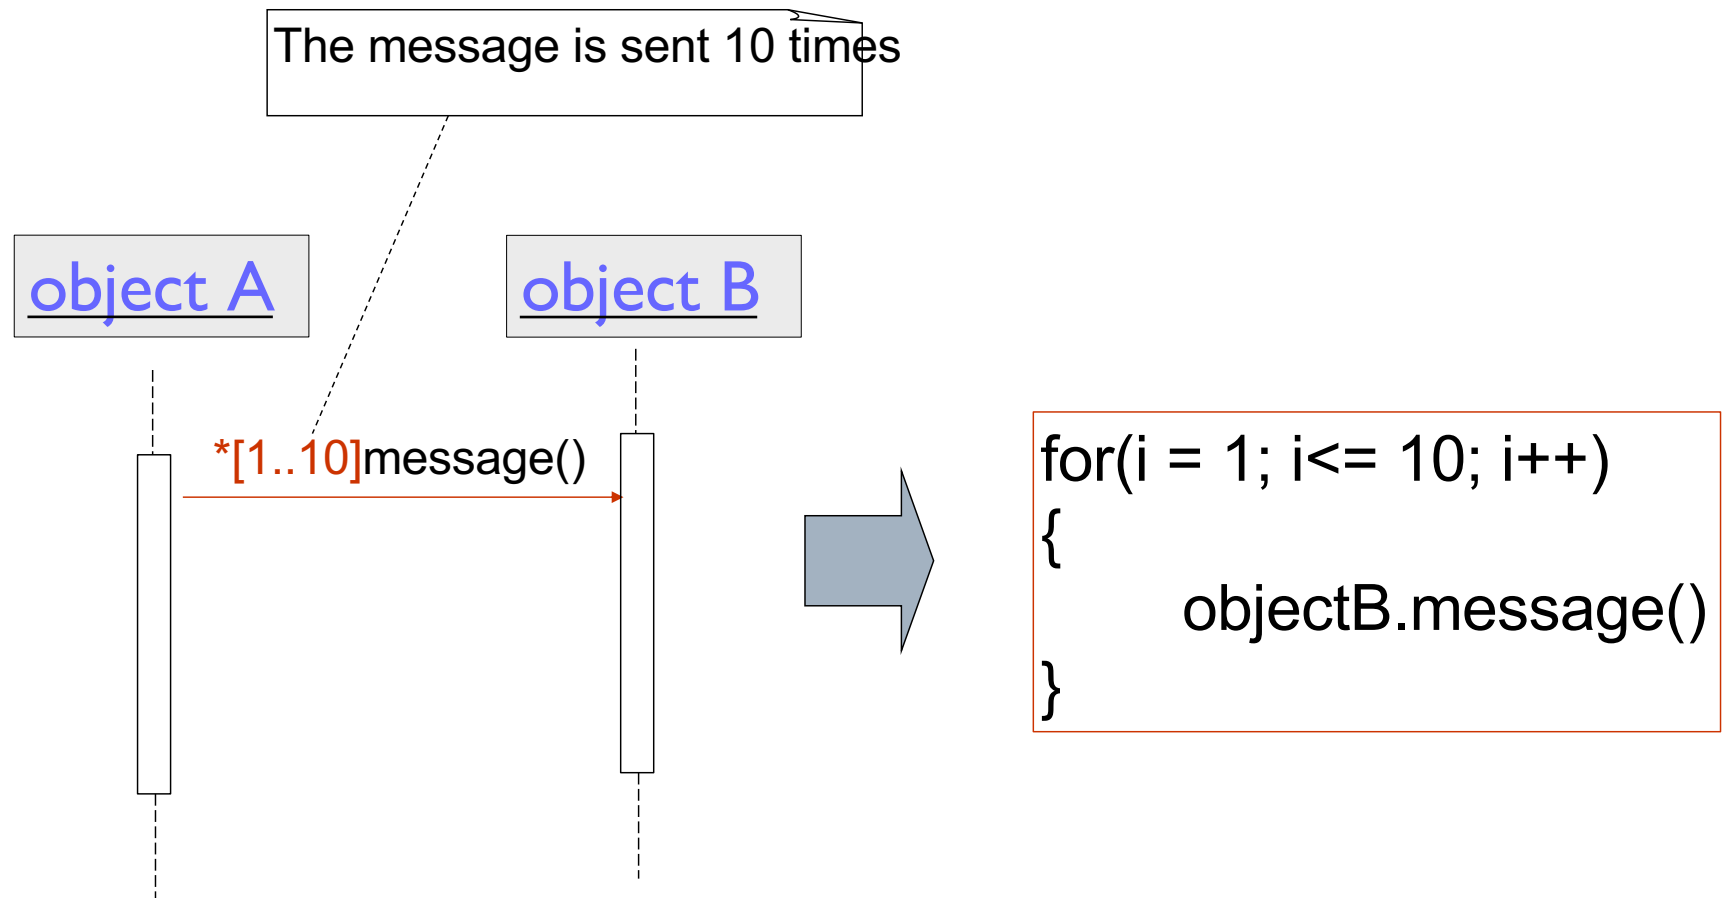 The message is sent 10 times
object A
object B
*[1..10]message()
for(i = 1; i<= 10; i++)
{
objectB.message()
}